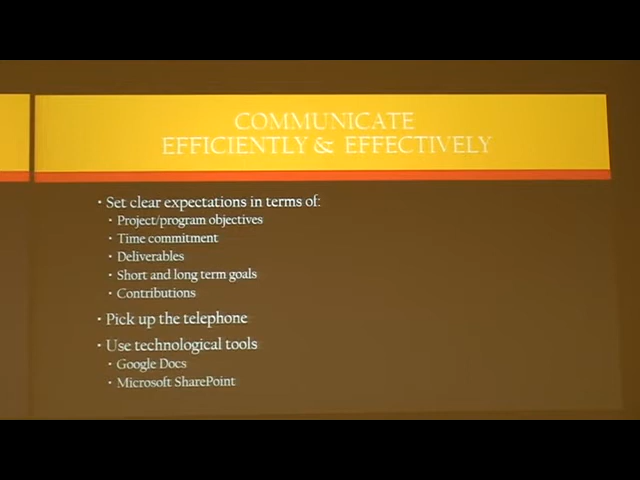 COMMUNICATE
EFFICIENTLY & EFFECTIVELY
• Set clear expectations in terms of:
• Project/program objectives
• Time commitment
• Deliverables
• Short and long term goals
• Contributions
• Pick up the telephone
• Use technological tools
• Google Docs
• Microsoft SharePoint